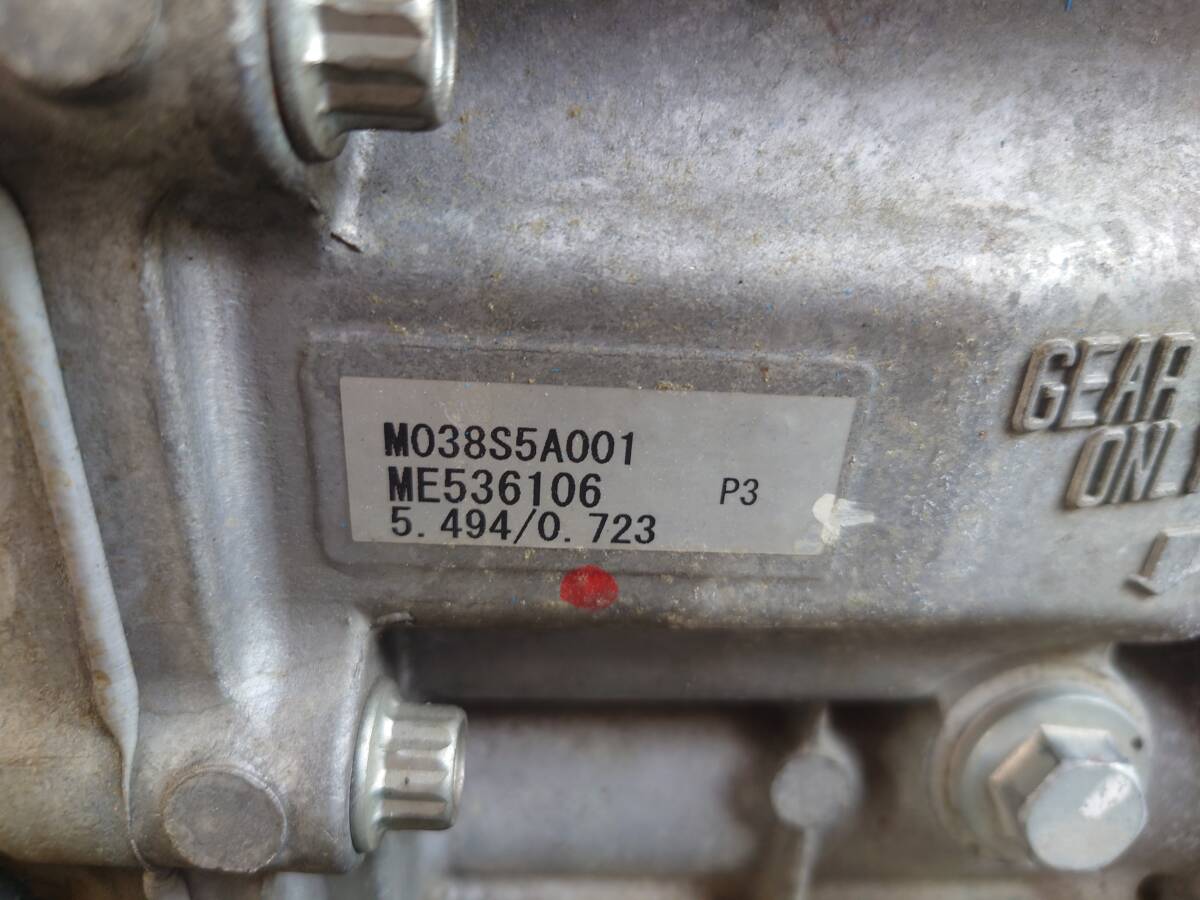 M038S5A001
ME536106 P3
5.494/0.723
GEAR
ONL